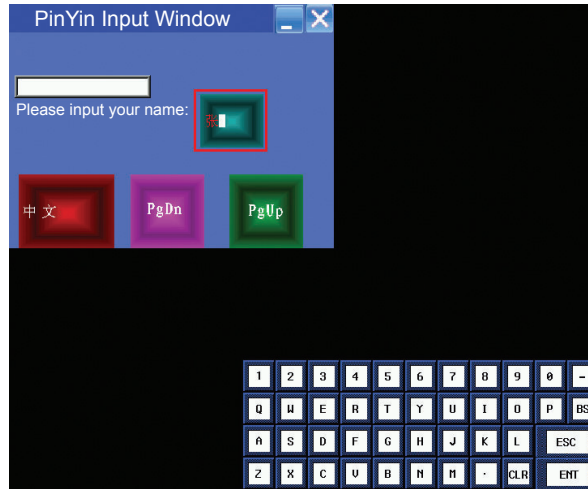 PinYin Input Window
Please input your name:
张
中 文 PgDn PgUp
1 2 3 4 5 6 7 8 9 0 -
Q W E R T Y U I O P BS
A S D F G H J K L ESC
Z X C V B N M . CLR ENT